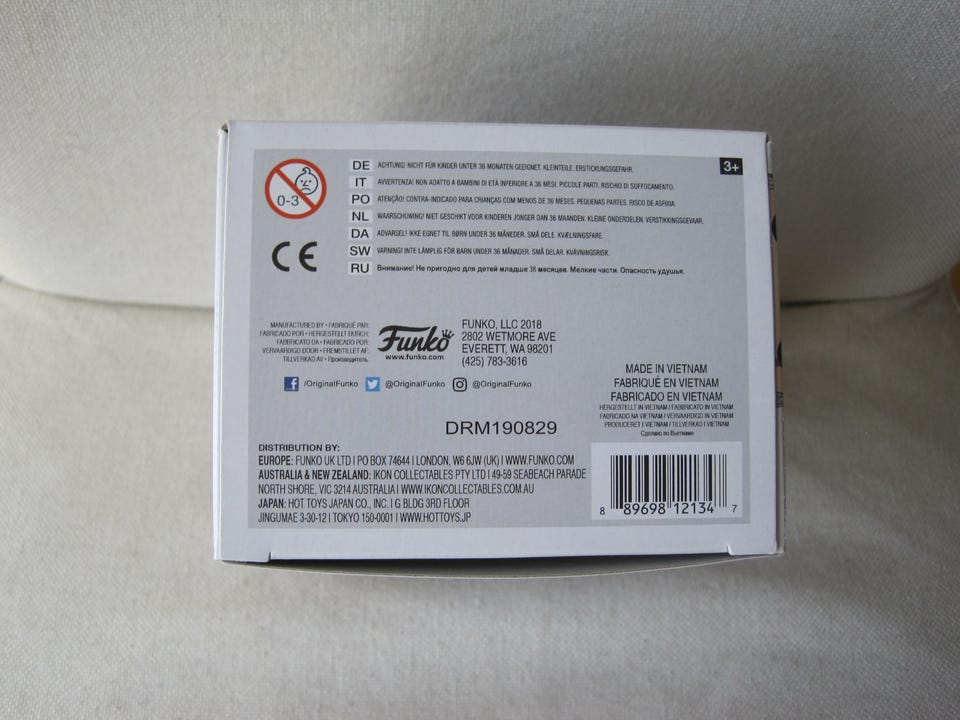 0-3
DE ACHTUNG! NICHT FÜR KINDER UNTER 36 MONATEN GEEIGNET. KLEINTEILE. ERSTICKUNGSGEFAHR.
IT AVVERTENZA! NON ADATTO A BAMBINI DI ETÀ INFERIORE A 36 MESI. PICCOLE PARTI. RISCHIO DI SOFFOCAMENTO.
PO ATENÇÃO! CONTRA-INDICADO PARA CRIANÇAS COM MENOS DE 36 MESES. PEQUENAS PARTES. RISCO DE ASFIXIA.
NL WAARSCHUWING! NIET GESCHIKT VOOR KINDEREN JONGER DAN 36 MAANDEN. KLEINE ONDERDELEN. VERSTIKKINGSGEVAAR.
DA ADVARSEL! IKKE EGNET TIL BØRN UNDER 36 MÅNEDER. SMÅ DELE. KVÆLNINGSFARE.
SW VARNING! INTE LÄMPLIG FÖR BARN UNDER 36 MÅNADER. SMÅ DELAR. KVÄVNINGSRISK.
RU Внимание! Не пригодно для детей младше 36 месяцев. Мелкие части. Опасность удушья.
3+
CE
MANUFACTURED BY • FABRIQUÉ PAR
FABRICADO POR • HERGESTELLT DURCH:
FABBRICATO DA • FABRICADO POR:
VERVAARDIGD DOOR • FREMSTILLET AF:
TILLVERKAD AV • Производитель:
Funko
www.funko.com
FUNKO, LLC 2018
2802 WETMORE AVE
EVERETT, WA 98201
(425) 783-3616
/OriginalFunko @OriginalFunko @OriginalFunko
MADE IN VIETNAM
FABRIQUÉ EN VIETNAM
FABRICADO EN VIETNAM
HERGESTELLT IN VIETNAM / FABBRICATO IN VIETNAM
FABRICADO NA VIETNAM / VERVAARDIGD IN VIETNAM
PRODUCERET I VIETNAM / TILLVERKAD I VIETNAM
Сделано во Вьетнаме
DRM190829
DISTRIBUTION BY:
EUROPE: FUNKO UK LTD I PO BOX 74644 I LONDON, W6 6JW (UK) I WWW.FUNKO.COM
AUSTRALIA & NEW ZEALAND: IKON COLLECTABLES PTY LTD I 49-59 SEABEACH PARADE
NORTH SHORE, VIC 3214 AUSTRALIA I WWW.IKONCOLLECTABLES.COM.AU
JAPAN: HOT TOYS JAPAN CO., INC. I G BLDG 3RD FLOOR
JINGUMAE 3-30-12 I TOKYO 150-0001 I WWW.HOTTOYS.JP
8 89698 12134 7